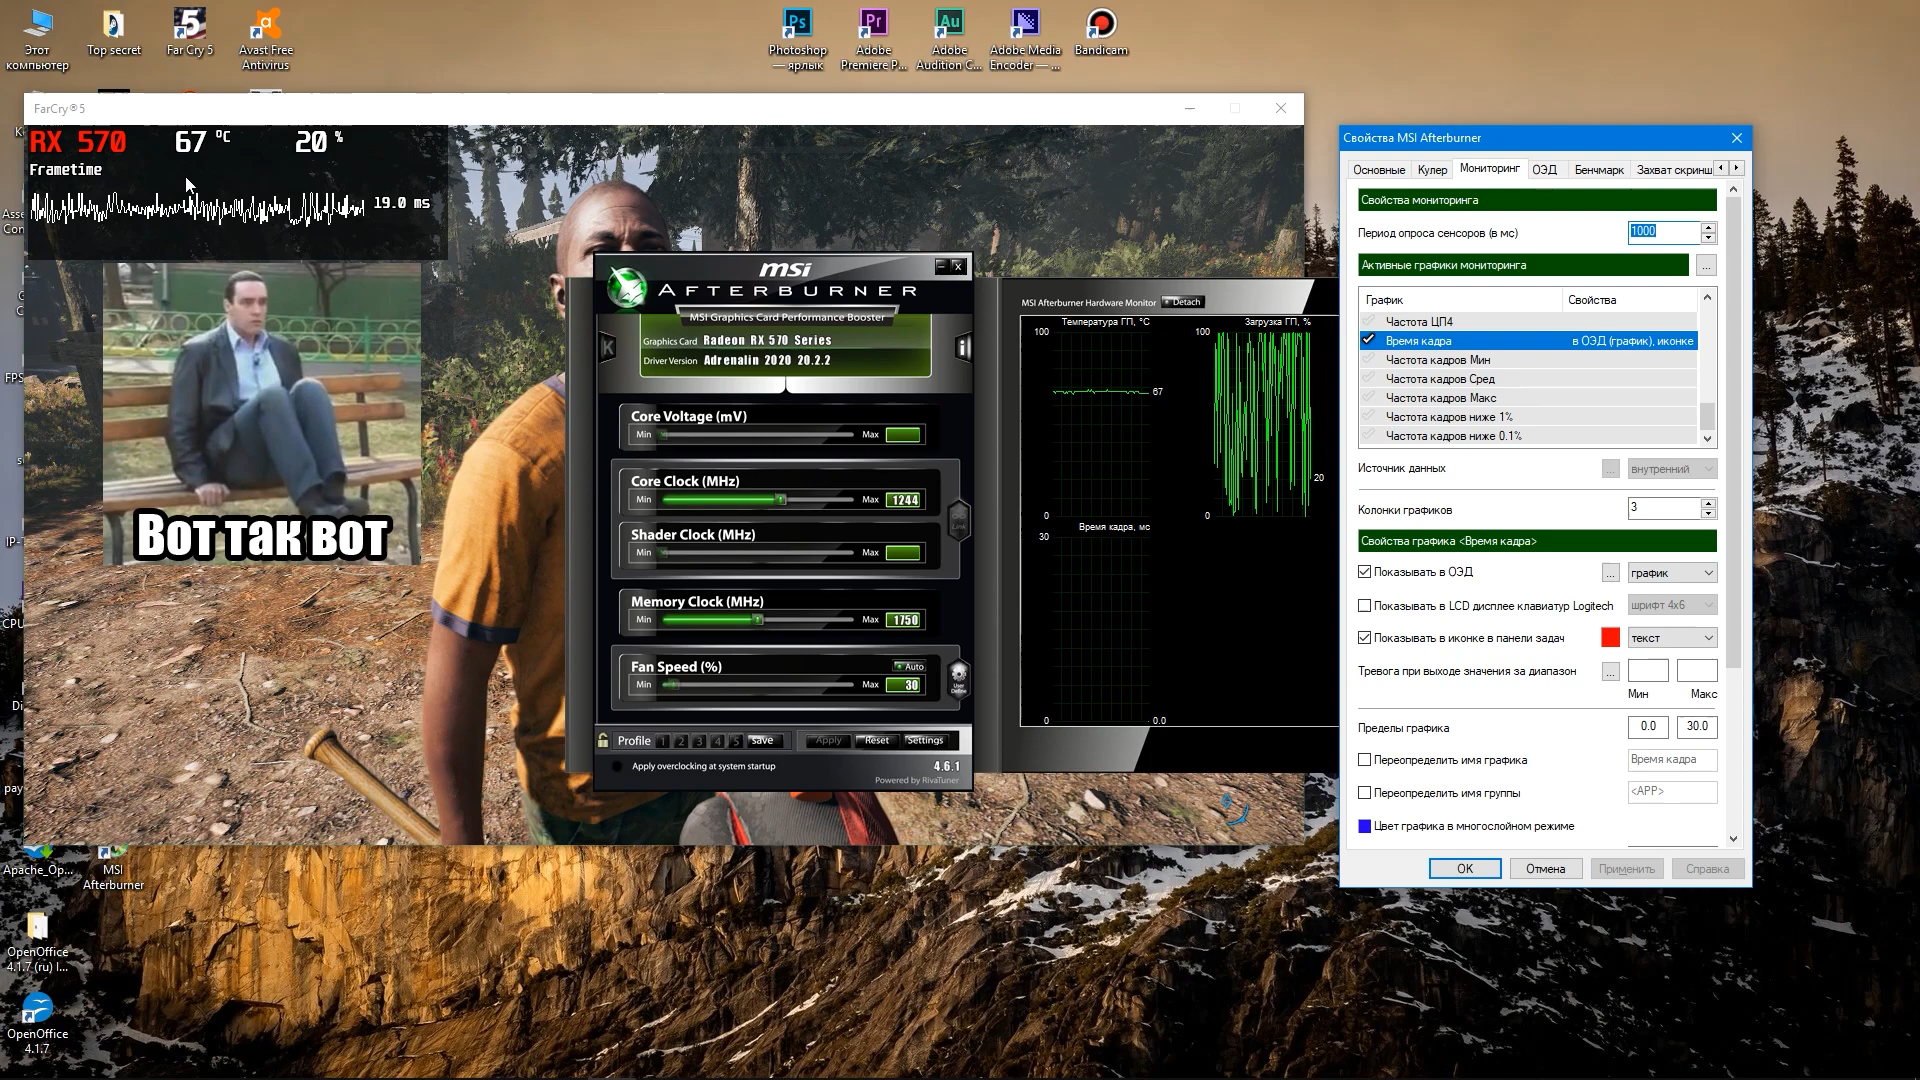 Этот компьютер
Top secret
Far Cry 5
Avast Free Antivirus
Photoshop — ярлык
Adobe Premiere P...
Adobe Audition C...
Adobe Media Encoder — ...
Bandicam
FarCry®5
RX 570 67 °C 20 %
Frametime
19.0 ms
Вот так вот
msi
AFTERBURNER
MSI Graphics Card Performance Booster
Graphics Card Radeon RX 570 Series
Driver Version Adrenalin 2020 20.2.2
Core Voltage (mV)
Min Max
Core Clock (MHz)
Min Max 1244
Shader Clock (MHz)
Min Max
Memory Clock (MHz)
Min Max 1750
Fan Speed (%) Auto
Min Max 30
User Define
Profile 1 2 3 4 5 Save Apply Reset Settings
Apply overclocking at system startup 4.6.1
Powered by RivaTuner
MSI Afterburner Hardware Monitor Detach
Температура ГП, °C
100
67
0
Загрузка ГП, %
100
20
0
Время кадра, мс
30
0
0.0
Свойства MSI Afterburner
Основные Кулер Мониторинг ОЭД Бенчмарк Захват скринш
Свойства мониторинга
Период опроса сенсоров (в мс) 1000
Активные графики мониторинга ...
График Свойства
Частота ЦП4
Время кадра в ОЭД (график), иконке
Частота кадров Мин
Частота кадров Сред
Частота кадров Макс
Частота кадров ниже 1%
Частота кадров ниже 0.1%
Источник данных ... внутренний
Колонки графиков 3
Свойства графика <Время кадра>
Показывать в ОЭД ... график
Показывать в LCD дисплее клавиатур Logitech шрифт 4x6
Показывать в иконке в панели задач текст
Тревога при выходе значения за диапазон ...
Мин Макс
Пределы графика 0.0 30.0
Переопределить имя графика Время кадра
Переопределить имя группы <APP>
Цвет графика в многослойном режиме
OK Отмена Применить Справка
Apache_Op...
MSI Afterburner
OpenOffice 4.1.7 (ru) I...
OpenOffice 4.1.7